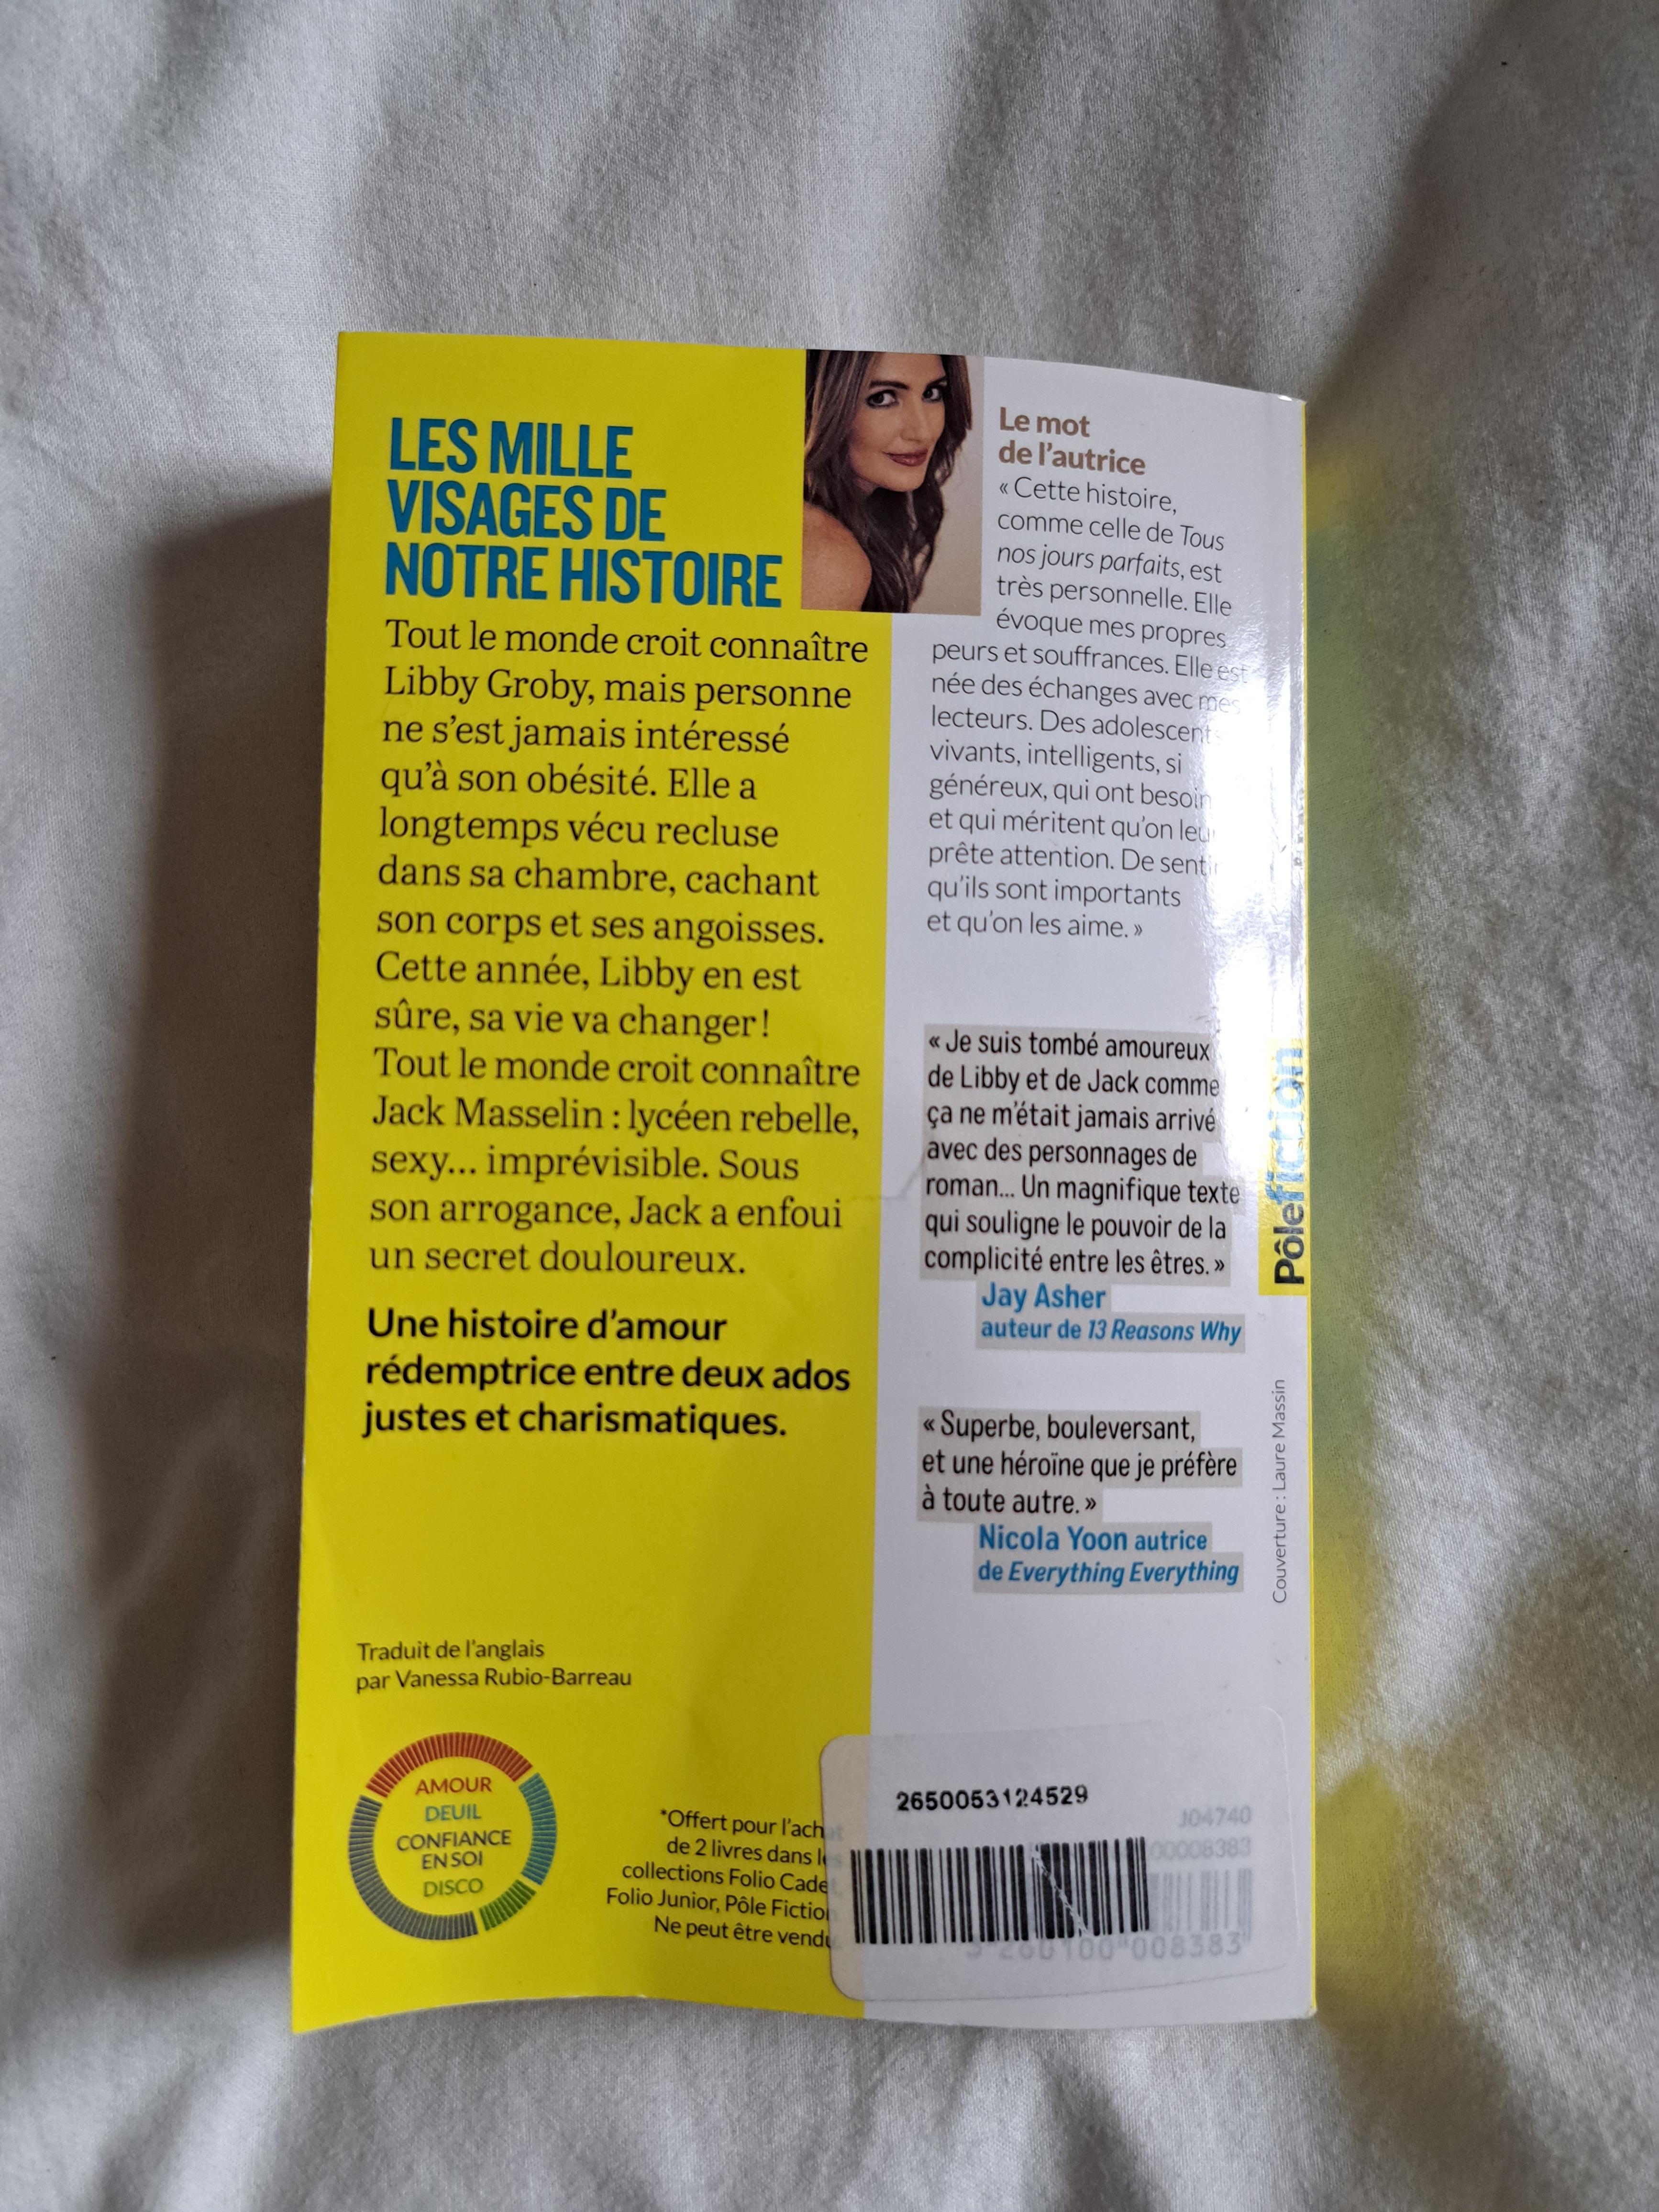 LES MILLE
VISAGES DE
NOTRE HISTOIRE
Tout le monde croit connaître
Libby Groby, mais personne
ne s’est jamais intéressé
qu’à son obésité. Elle a
longtemps vécu recluse
dans sa chambre, cachant
son corps et ses angoisses.
Cette année, Libby en est
sûre, sa vie va changer !
Tout le monde croit connaître
Jack Masselin : lycéen rebelle,
sexy... imprévisible. Sous
son arrogance, Jack a enfoui
un secret douloureux.
Une histoire d’amour
rédemptrice entre deux ados
justes et charismatiques.
Traduit de l’anglais
par Vanessa Rubio-Barreau
AMOUR
DEUIL
CONFIANCE
EN SOI
DISCO
*Offert pour l’achat
de 2 livres dans les
collections Folio Cadet,
Folio Junior, Pôle Fiction
Ne peut être vendu
Le mot
de l’autrice
« Cette histoire,
comme celle de Tous
nos jours parfaits, est
très personnelle. Elle
évoque mes propres
peurs et souffrances. Elle est
née des échanges avec mes
lecteurs. Des adolescents
vivants, intelligents, si
généreux, qui ont besoin
et qui méritent qu’on leur
prête attention. De sentir
qu’ils sont importants
et qu’on les aime. »
« Je suis tombé amoureux
de Libby et de Jack comme
ça ne m’était jamais arrivé
avec des personnages de
roman... Un magnifique texte
qui souligne le pouvoir de la
complicité entre les êtres. »
Jay Asher
auteur de 13 Reasons Why
« Superbe, bouleversant,
et une héroïne que je préfère
à toute autre. »
Nicola Yoon autrice
de Everything Everything
Pôlefiction
Couverture : Laure Massin
2650053124529
J04740
00008383
3 260100 008383